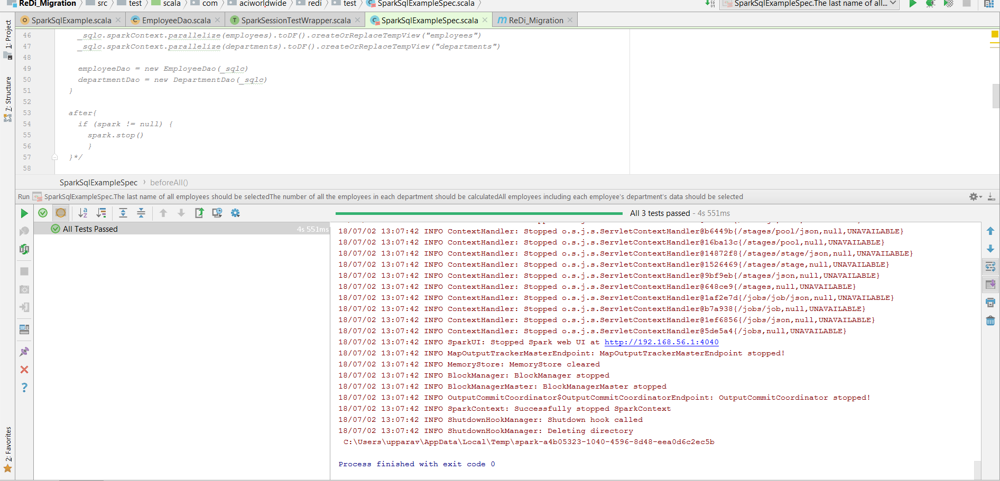 ReDi_Migration src test scala com aciworldwide redi test SparkSqlExampleSpec.scala SparkSqlExampleSpec.The last name of all...
1: Project
7: Structure
2: Favorites
SparkSqlExample.scala EmployeeDao.scala SparkSessionTestWrapper.scala SparkSqlExampleSpec.scala ReDi_Migration
46 _sqlc.sparkContext.parallelize(employees).toDF().createOrReplaceTempView("employees")
47 _sqlc.sparkContext.parallelize(departments).toDF().createOrReplaceTempView("departments")
48
49 employeeDao = new EmployeeDao(_sqlc)
50 departmentDao = new DepartmentDao(_sqlc)
51 }
52
53 after{
54 if (spark != null) {
55 spark.stop()
56 }
57 }*/
58
SparkSqlExampleSpec › beforeAll()
Run SparkSqlExampleSpec.The last name of all employees should be selectedThe number of all the employees in each department should be calculatedAll employees including each employee's department's data should be selected
All 3 tests passed - 4s 551ms
All Tests Passed 4s 551ms
18/07/02 13:07:42 INFO ContextHandler: Stopped o.s.j.s.ServletContextHandler@b6449b{/stages/pool/json,null,UNAVAILABLE}
18/07/02 13:07:42 INFO ContextHandler: Stopped o.s.j.s.ServletContextHandler@16ba13c{/stages/pool,null,UNAVAILABLE}
18/07/02 13:07:42 INFO ContextHandler: Stopped o.s.j.s.ServletContextHandler@14872f8{/stages/stage/json,null,UNAVAILABLE}
18/07/02 13:07:42 INFO ContextHandler: Stopped o.s.j.s.ServletContextHandler@1526469{/stages/stage,null,UNAVAILABLE}
18/07/02 13:07:42 INFO ContextHandler: Stopped o.s.j.s.ServletContextHandler@9bf9eb{/stages/json,null,UNAVAILABLE}
18/07/02 13:07:42 INFO ContextHandler: Stopped o.s.j.s.ServletContextHandler@648ce9{/stages,null,UNAVAILABLE}
18/07/02 13:07:42 INFO ContextHandler: Stopped o.s.j.s.ServletContextHandler@1af2e7d{/jobs/job/json,null,UNAVAILABLE}
18/07/02 13:07:42 INFO ContextHandler: Stopped o.s.j.s.ServletContextHandler@b7a938{/jobs/job,null,UNAVAILABLE}
18/07/02 13:07:42 INFO ContextHandler: Stopped o.s.j.s.ServletContextHandler@1ef6856{/jobs/json,null,UNAVAILABLE}
18/07/02 13:07:42 INFO ContextHandler: Stopped o.s.j.s.ServletContextHandler@5de5a4{/jobs,null,UNAVAILABLE}
18/07/02 13:07:42 INFO SparkUI: Stopped Spark web UI at http://192.168.56.1:4040
18/07/02 13:07:42 INFO MapOutputTrackerMasterEndpoint: MapOutputTrackerMasterEndpoint stopped!
18/07/02 13:07:42 INFO MemoryStore: MemoryStore cleared
18/07/02 13:07:42 INFO BlockManager: BlockManager stopped
18/07/02 13:07:42 INFO BlockManagerMaster: BlockManagerMaster stopped
18/07/02 13:07:42 INFO OutputCommitCoordinator$OutputCommitCoordinatorEndpoint: OutputCommitCoordinator stopped!
18/07/02 13:07:42 INFO SparkContext: Successfully stopped SparkContext
18/07/02 13:07:42 INFO ShutdownHookManager: Shutdown hook called
18/07/02 13:07:42 INFO ShutdownHookManager: Deleting directory
C:\Users\upparav\AppData\Local\Temp\spark-a4b05323-1040-4596-8d48-eea0d6c2ec5b
Process finished with exit code 0